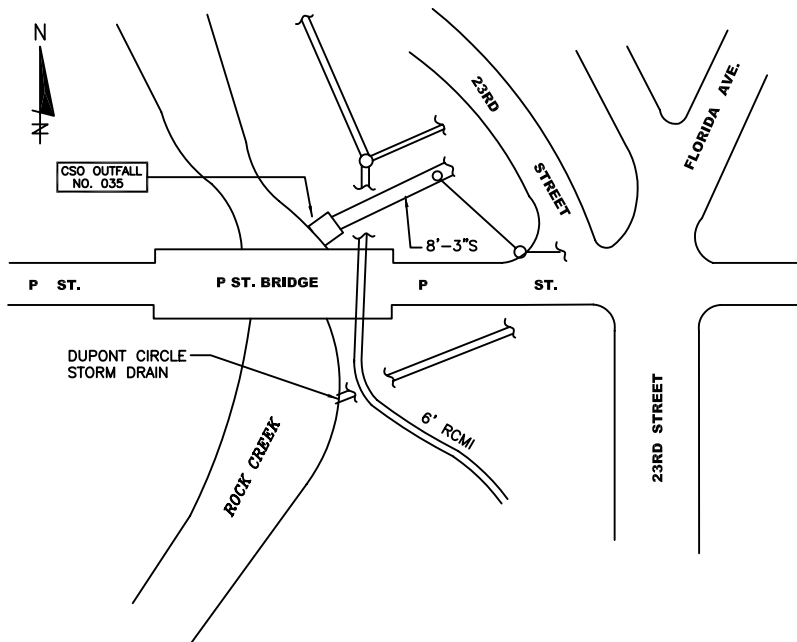 N
N
23RD
STREET
FLORIDA AVE.
CSO OUTFALL
NO. 035
8'-3"S
P ST.
P ST. BRIDGE
P ST.
DUPONT CIRCLE
STORM DRAIN
6' RCMI
ROCK CREEK
23RD STREET